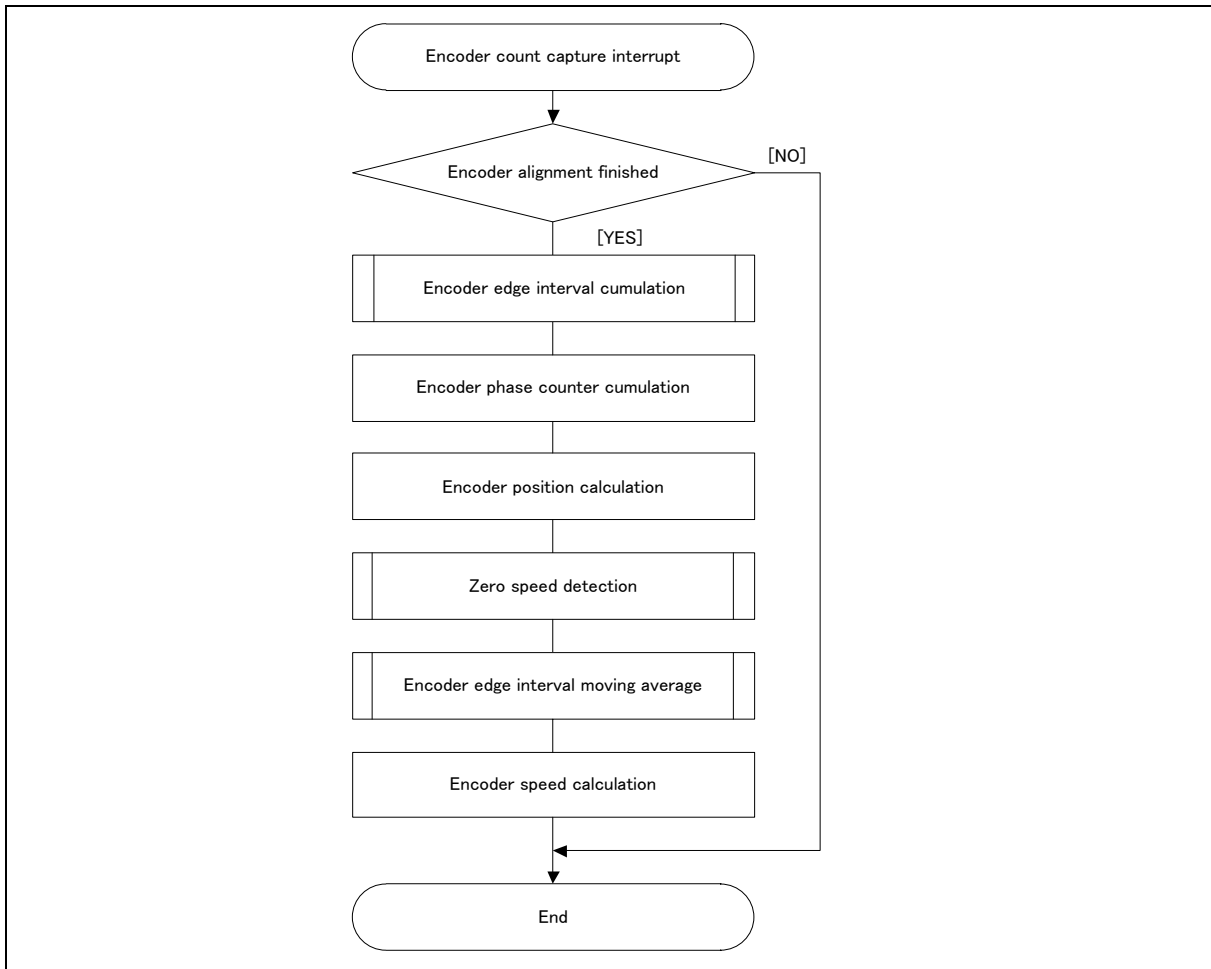 Encoder count capture interrupt
Encoder alignment finished
[NO]
[YES]
Encoder edge interval cumulation
Encoder phase counter cumulation
Encoder position calculation
Zero speed detection
Encoder edge interval moving average
Encoder speed calculation
End